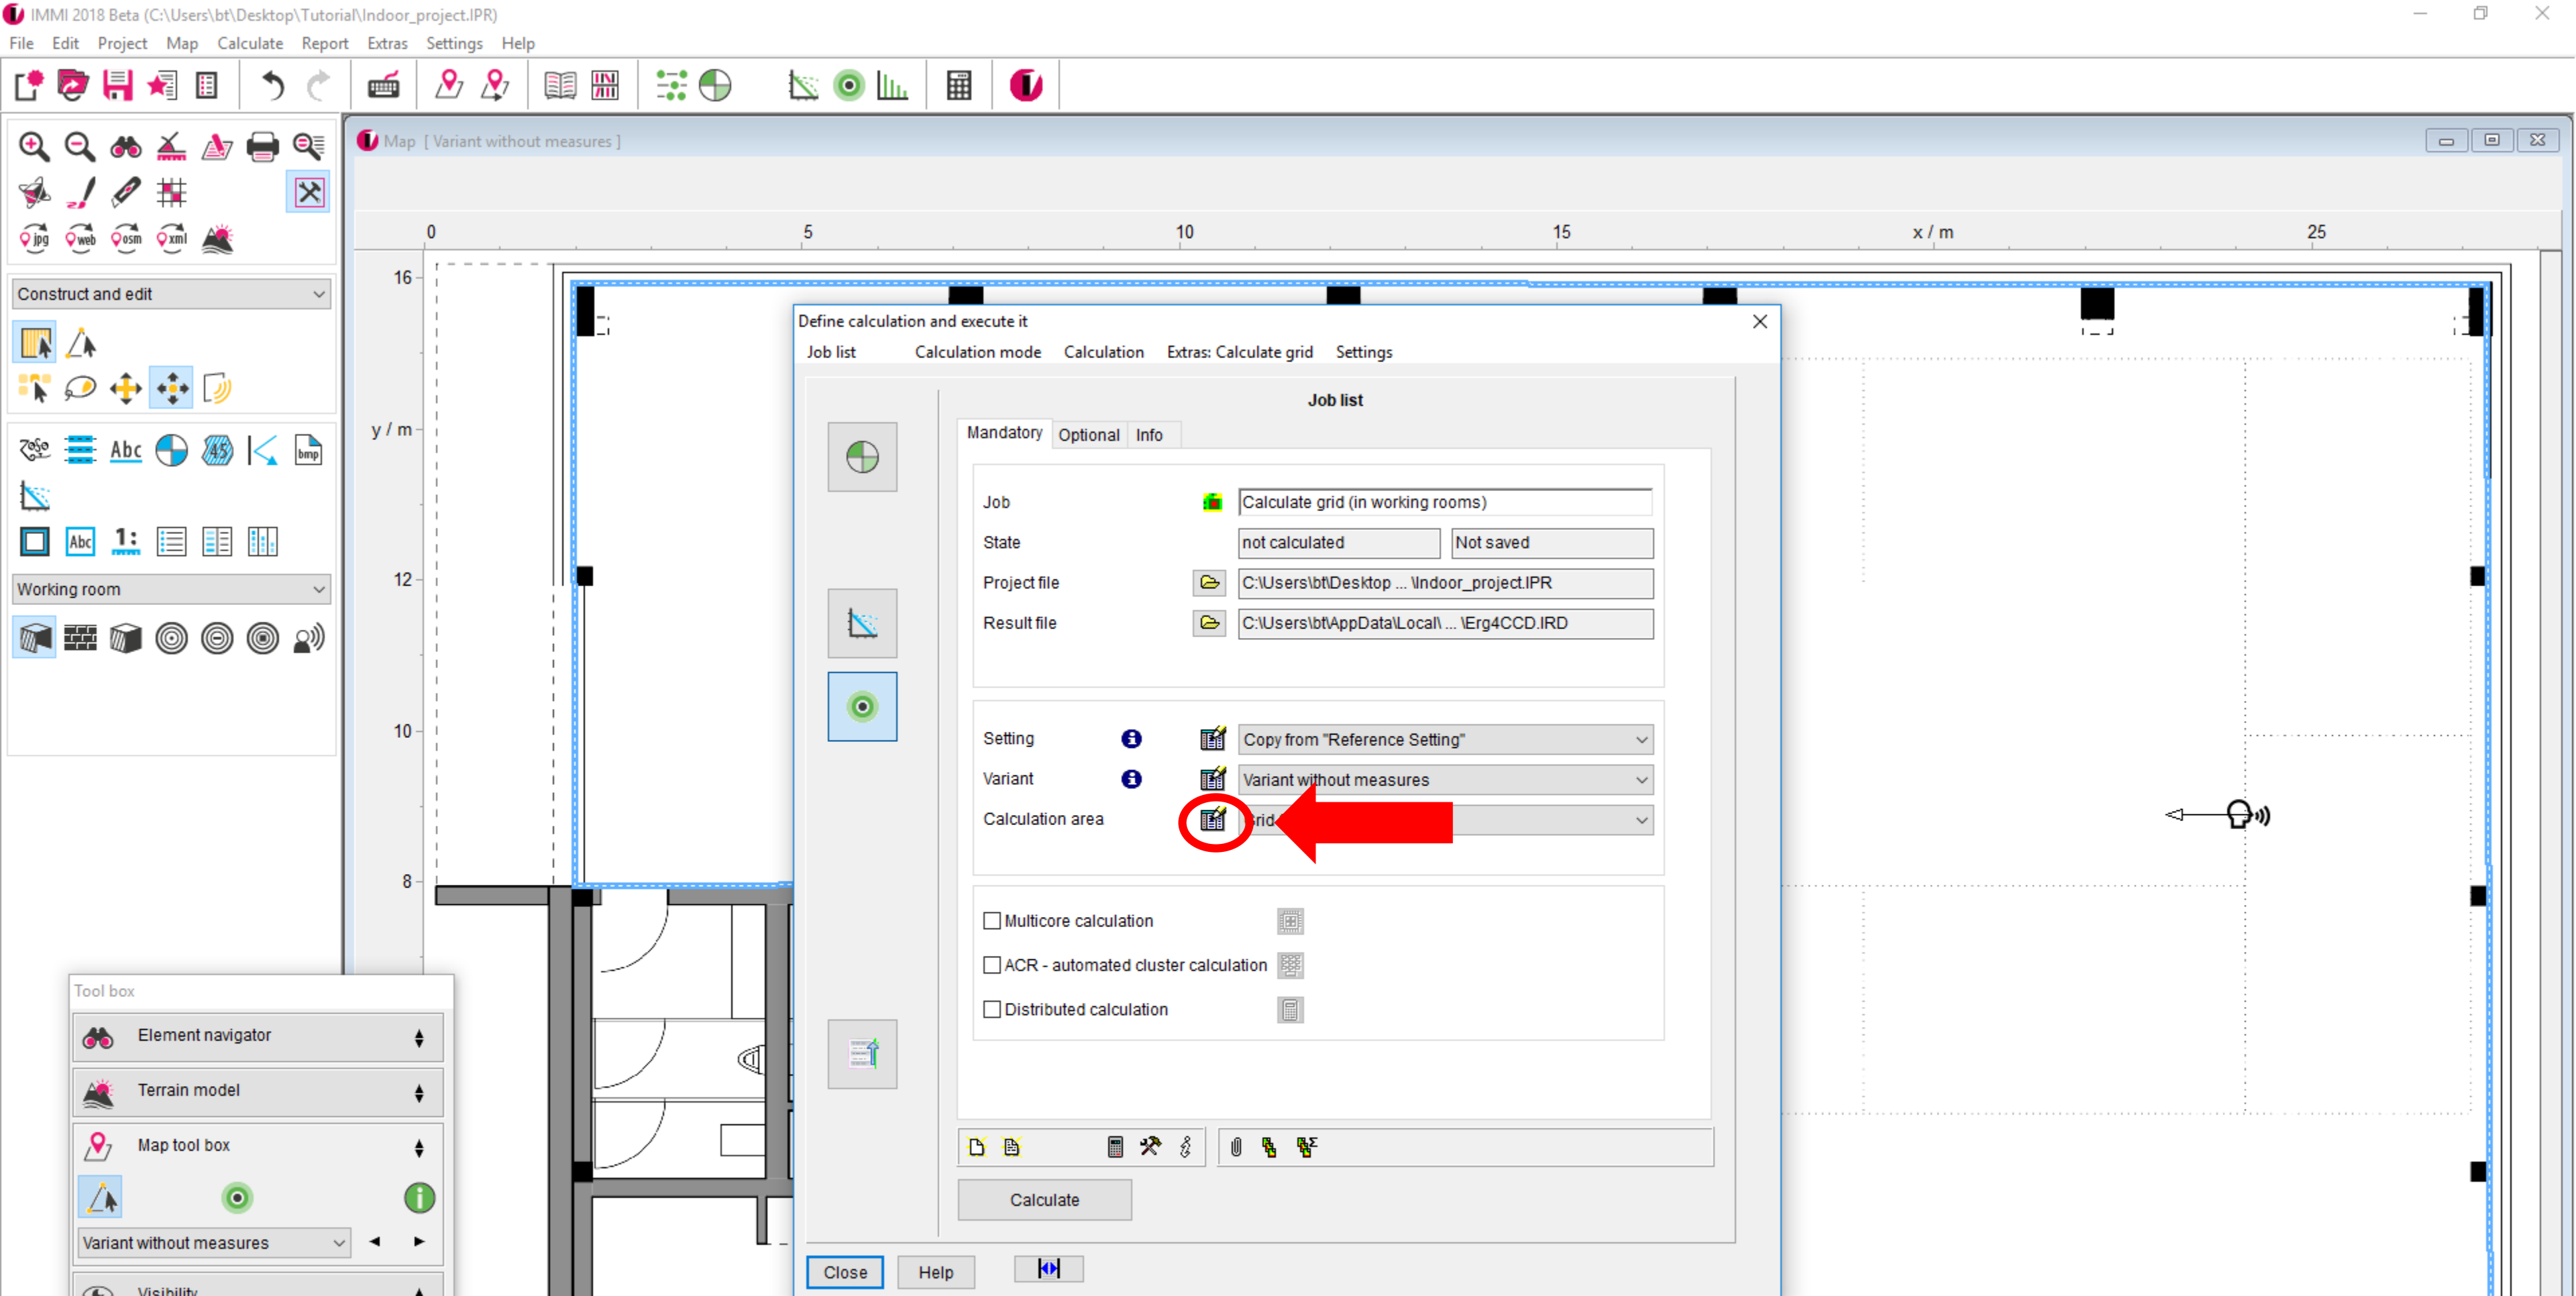 IMMI 2018 Beta (C:\Users\bt\Desktop\Tutorial\Indoor_project.IPR)
File Edit Project Map Calculate Report Extras Settings Help
Map [ Variant without measures ]
jpg web osm xml
0 5 10 15 x / m 25
16
Construct and edit
Define calculation and execute it
Job list Calculation mode Calculation Extras: Calculate grid Settings
Job list
y / m
Mandatory Optional Info
Abc 45 bmp
Job Calculate grid (in working rooms)
State not calculated Not saved
Abc 1:
12
Project file C:\Users\bt\Desktop ... \Indoor_project.IPR
Working room
Result file C:\Users\bt\AppData\Local\ ... \Erg4CCD.IRD
10
Setting Copy from "Reference Setting"
Variant Variant without measures
Calculation area
8
Multicore calculation
ACR - automated cluster calculation
Distributed calculation
Tool box
Element navigator
Terrain model
Map tool box
Calculate
Variant without measures
Close Help
Visibility